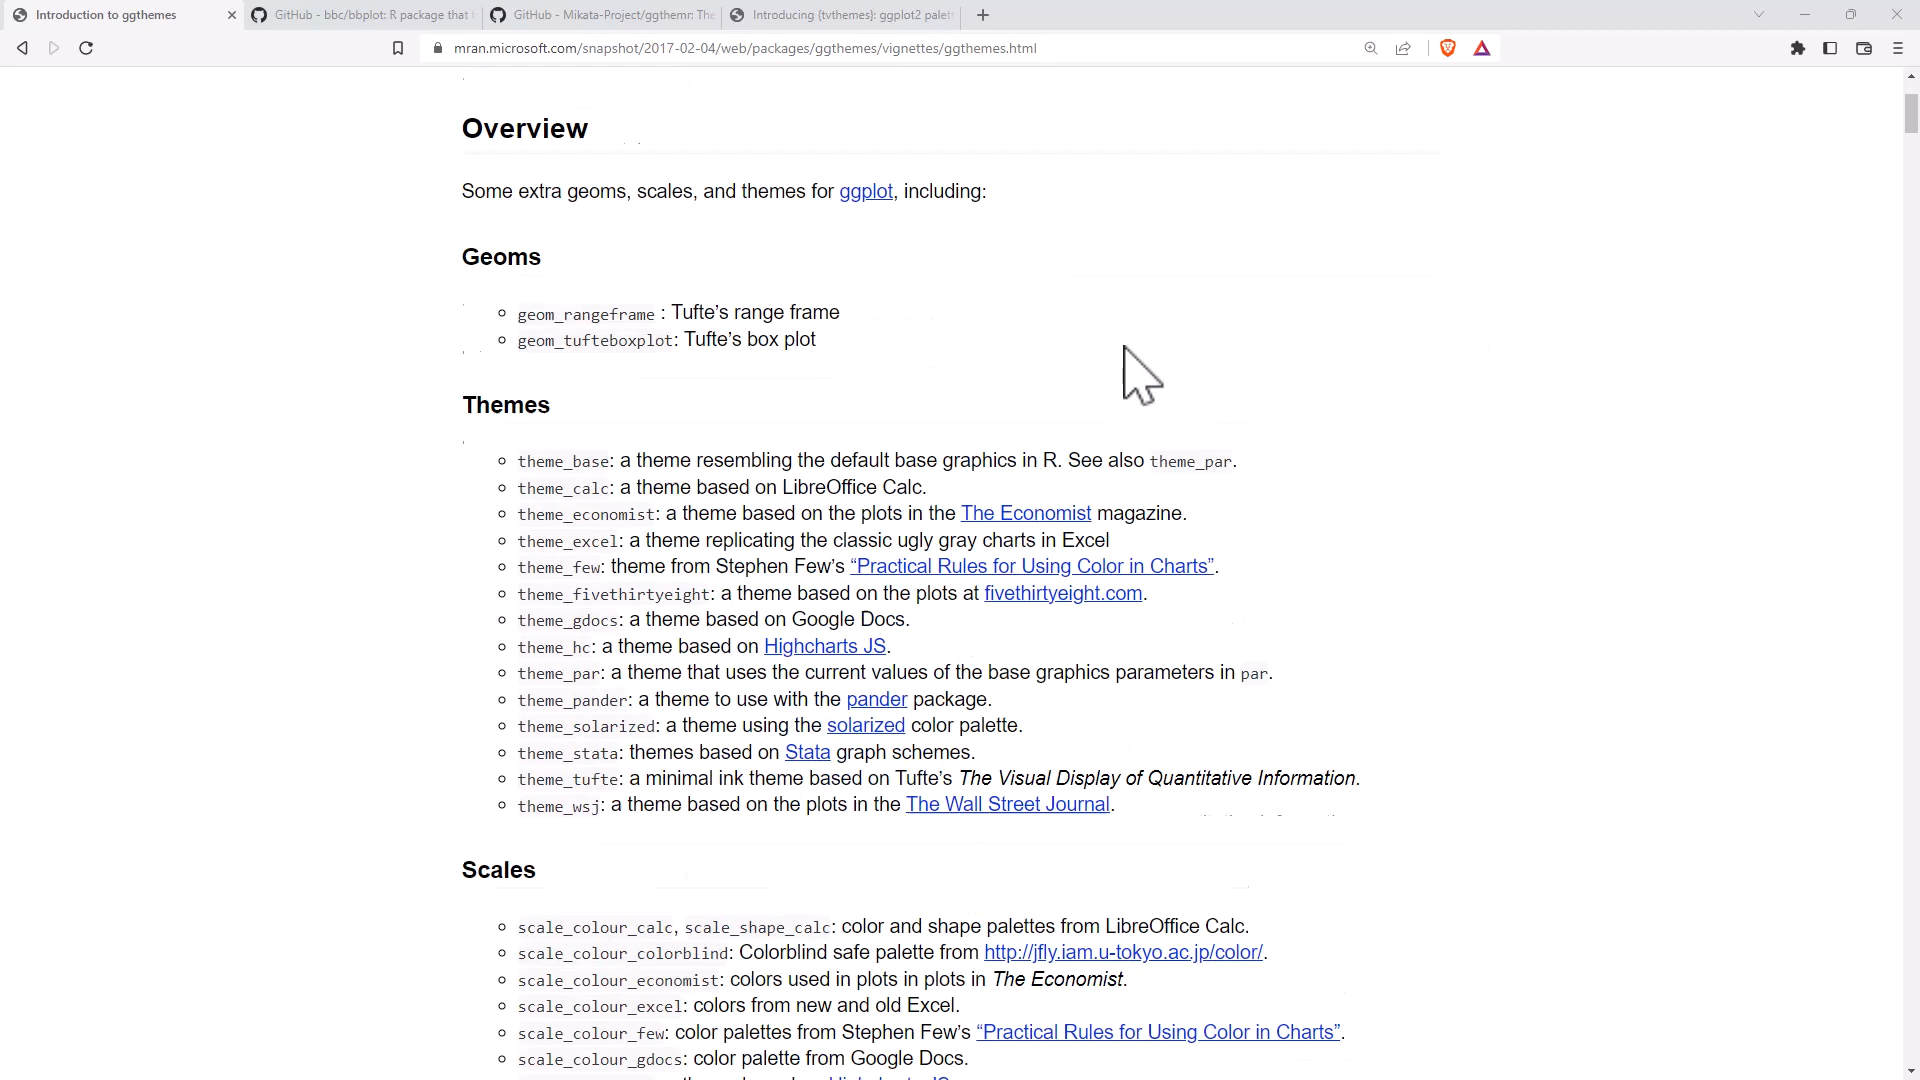 Introduction to ggthemes
GitHub - bbc/bbplot: R package that
GitHub - Mikata-Project/ggthemr: The
Introducing {tvthemes}: ggplot2 palet
mran.microsoft.com/snapshot/2017-02-04/web/packages/ggthemes/vignettes/ggthemes.html
Overview
Some extra geoms, scales, and themes for ggplot, including:
Geoms
geom_rangeframe : Tufte’s range frame
geom_tufteboxplot: Tufte’s box plot
Themes
theme_base: a theme resembling the default base graphics in R. See also theme_par.
theme_calc: a theme based on LibreOffice Calc.
theme_economist: a theme based on the plots in the The Economist magazine.
theme_excel: a theme replicating the classic ugly gray charts in Excel
theme_few: theme from Stephen Few’s “Practical Rules for Using Color in Charts”.
theme_fivethirtyeight: a theme based on the plots at fivethirtyeight.com.
theme_gdocs: a theme based on Google Docs.
theme_hc: a theme based on Highcharts JS.
theme_par: a theme that uses the current values of the base graphics parameters in par.
theme_pander: a theme to use with the pander package.
theme_solarized: a theme using the solarized color palette.
theme_stata: themes based on Stata graph schemes.
theme_tufte: a minimal ink theme based on Tufte’s The Visual Display of Quantitative Information.
theme_wsj: a theme based on the plots in the The Wall Street Journal.
Scales
scale_colour_calc, scale_shape_calc: color and shape palettes from LibreOffice Calc.
scale_colour_colorblind: Colorblind safe palette from http://jfly.iam.u-tokyo.ac.jp/color/.
scale_colour_economist: colors used in plots in plots in The Economist.
scale_colour_excel: colors from new and old Excel.
scale_colour_few: color palettes from Stephen Few’s “Practical Rules for Using Color in Charts”.
scale_colour_gdocs: color palette from Google Docs.